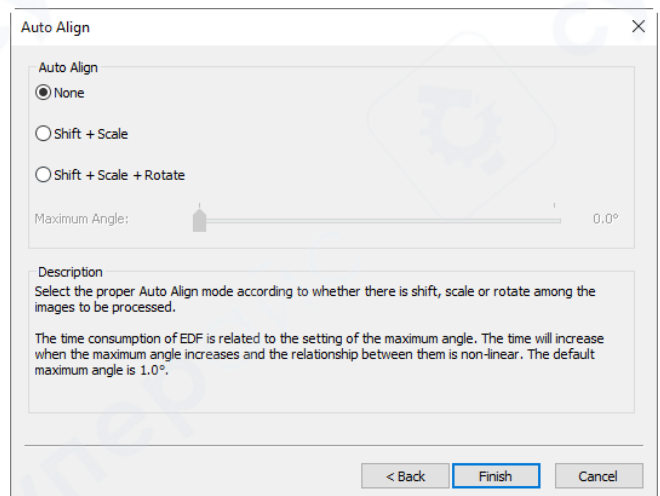 Auto Align
Auto Align
None
Shift + Scale
Shift + Scale + Rotate
Maximum Angle: 0.0°
Description
Select the proper Auto Align mode according to whether there is shift, scale or rotate among the
images to be processed.
The time consumption of EDF is related to the setting of the maximum angle. The time will increase
when the maximum angle increases and the relationship between them is non-linear. The default
maximum angle is 1.0°.
< Back Finish Cancel